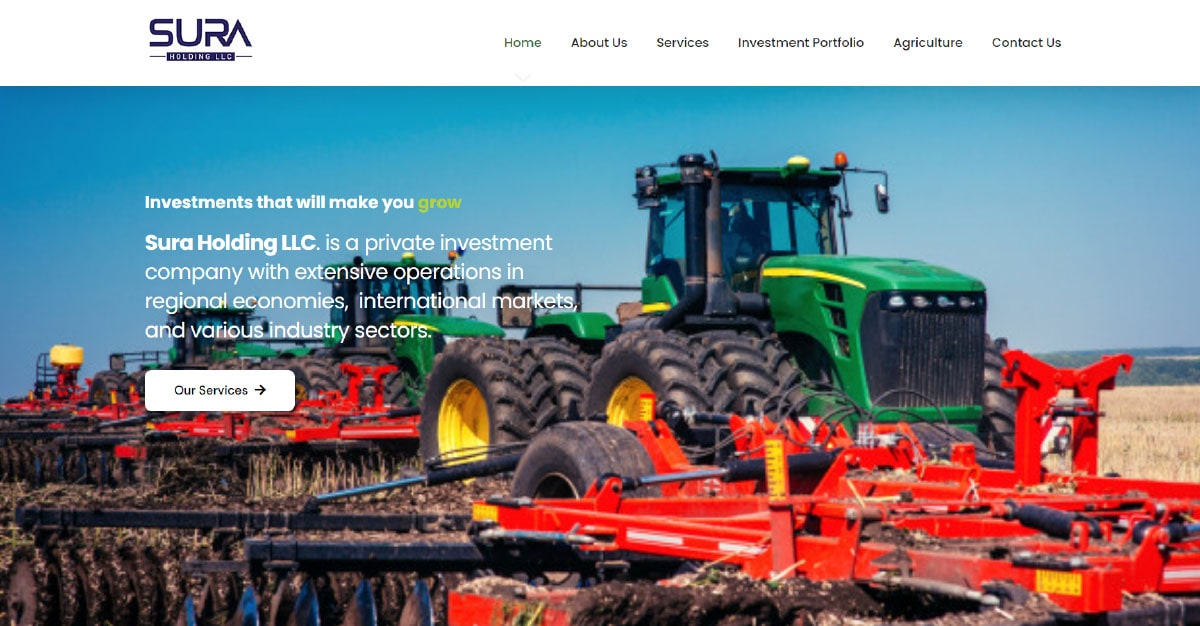 SURA
HOLDING LLC
Home About Us Services Investment Portfolio Agriculture Contact Us
Investments that will make you grow
Sura Holding LLC. is a private investment
company with extensive operations in
regional economies, international markets,
and various industry sectors.
Our Services →